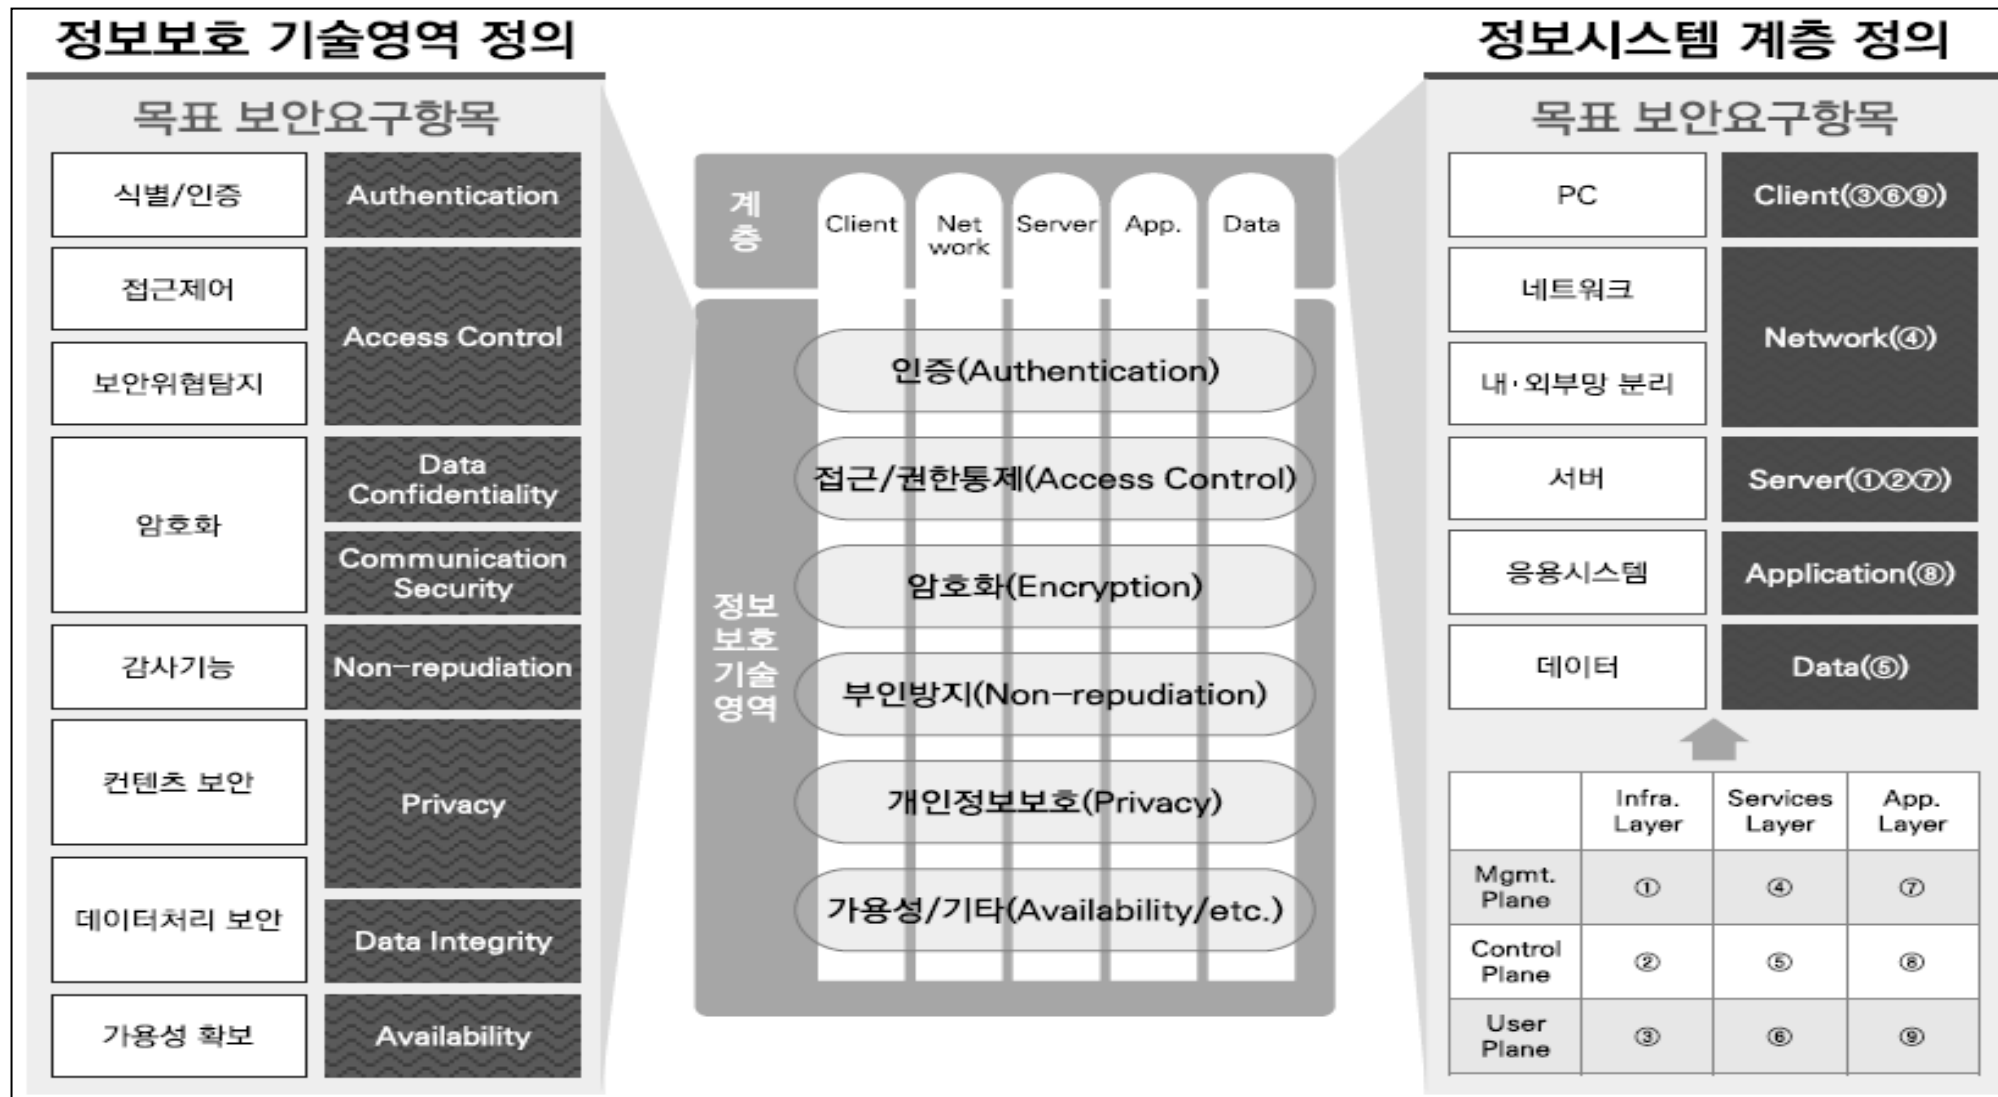 정보보호 기술영역 정의
목표 보안요구항목
식별/인증
Authentication
접근제어
Access Control
보안위협탐지
암호화
Data
Confidentiality
Communication
Security
감사기능
Non-repudiation
컨텐츠 보안
Privacy
데이터처리 보안
Data Integrity
가용성 확보
Availability
계
층
Client
Net
work
Server
App.
Data
정보
보호
기술
영역
인증(Authentication)
접근/권한통제(Access Control)
암호화(Encryption)
부인방지(Non-repudiation)
개인정보보호(Privacy)
가용성/기타(Availability/etc.)
정보시스템 계층 정의
목표 보안요구항목
PC
Client(③⑥⑨)
네트워크
Network(④)
내·외부망 분리
서버
Server(①②⑦)
응용시스템
Application(⑧)
데이터
Data(⑤)
Infra.
Layer
Services
Layer
App.
Layer
Mgmt.
Plane
① ④ ⑦
Control
Plane
② ⑤ ⑧
User
Plane
③ ⑥ ⑨